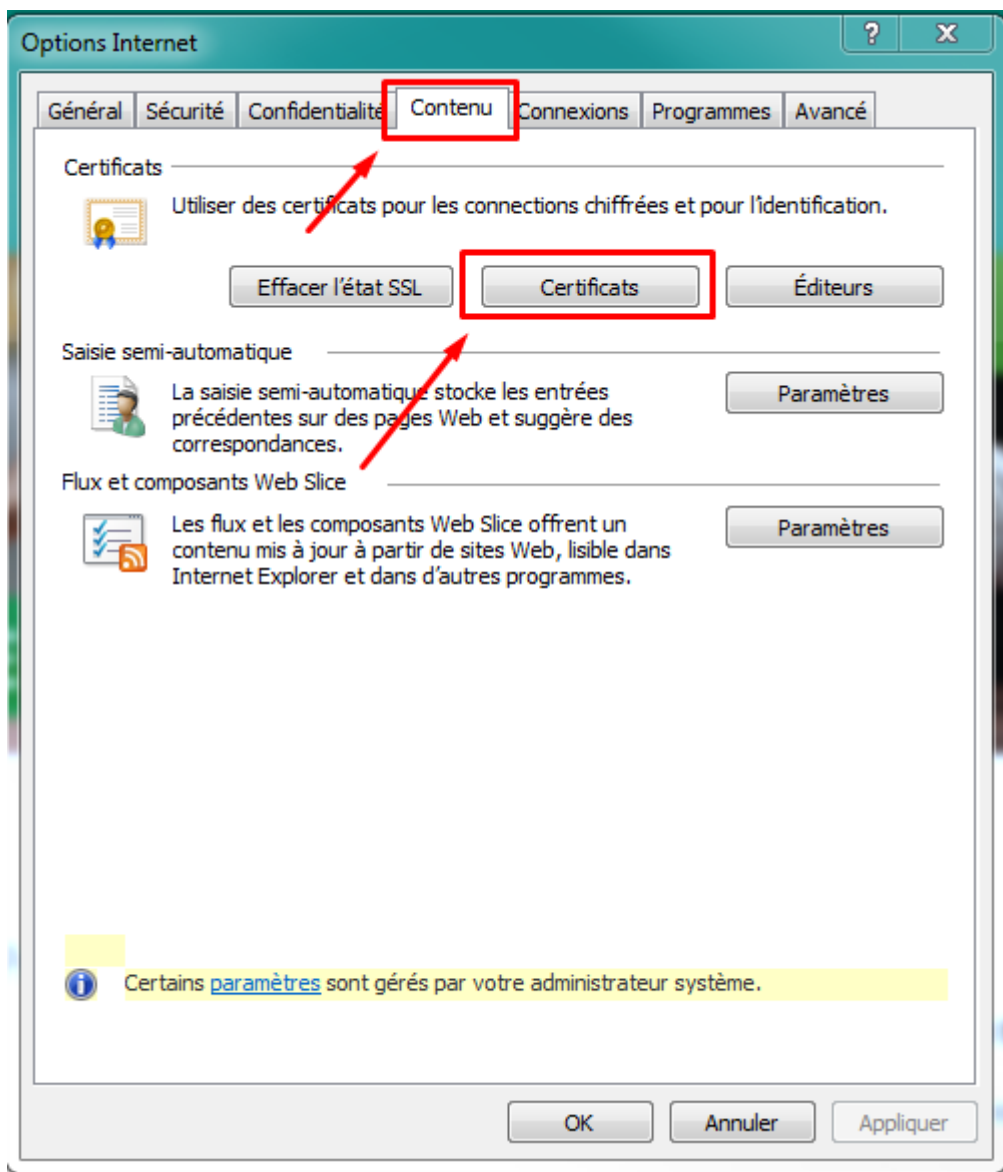 Options Internet
?
X
Général Sécurité Confidentialité Contenu Connexions Programmes Avancé
Certificats
Utiliser des certificats pour les connections chiffrées et pour l'identification.
Effacer l'état SSL Certificats Éditeurs
Saisie semi-automatique
La saisie semi-automatique stocke les entrées
précédentes sur des pages Web et suggère des
correspondances.
Paramètres
Flux et composants Web Slice
Les flux et les composants Web Slice offrent un
contenu mis à jour à partir de sites Web, lisible dans
Internet Explorer et dans d'autres programmes.
Paramètres
Certains paramètres sont gérés par votre administrateur système.
OK Annuler Appliquer